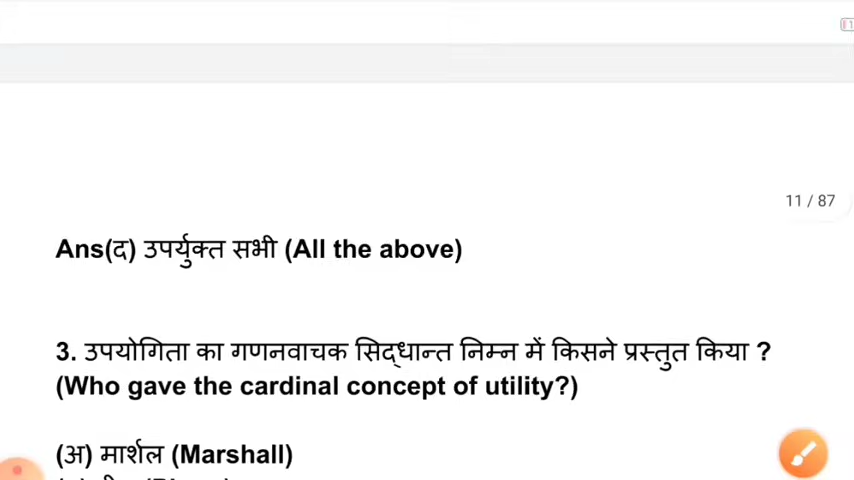 11 / 87
Ans(द) उपर्युक्त सभी (All the above)
3. उपयोगिता का गणनवाचक सिद्धान्त निम्न में किसने प्रस्तुत किया ?
(Who gave the cardinal concept of utility?)
(अ) मार्शल (Marshall)